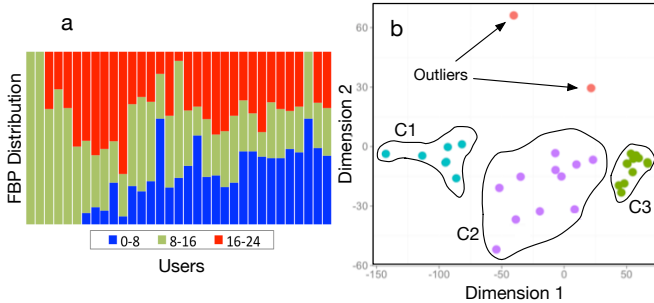 a
FBP Distribution
0-8 8-16 16-24
Users
b
60
30
0
-30
-60
Dimension 2
Outliers
C1
C2
C3
-150 -100 -50 0 50
Dimension 1